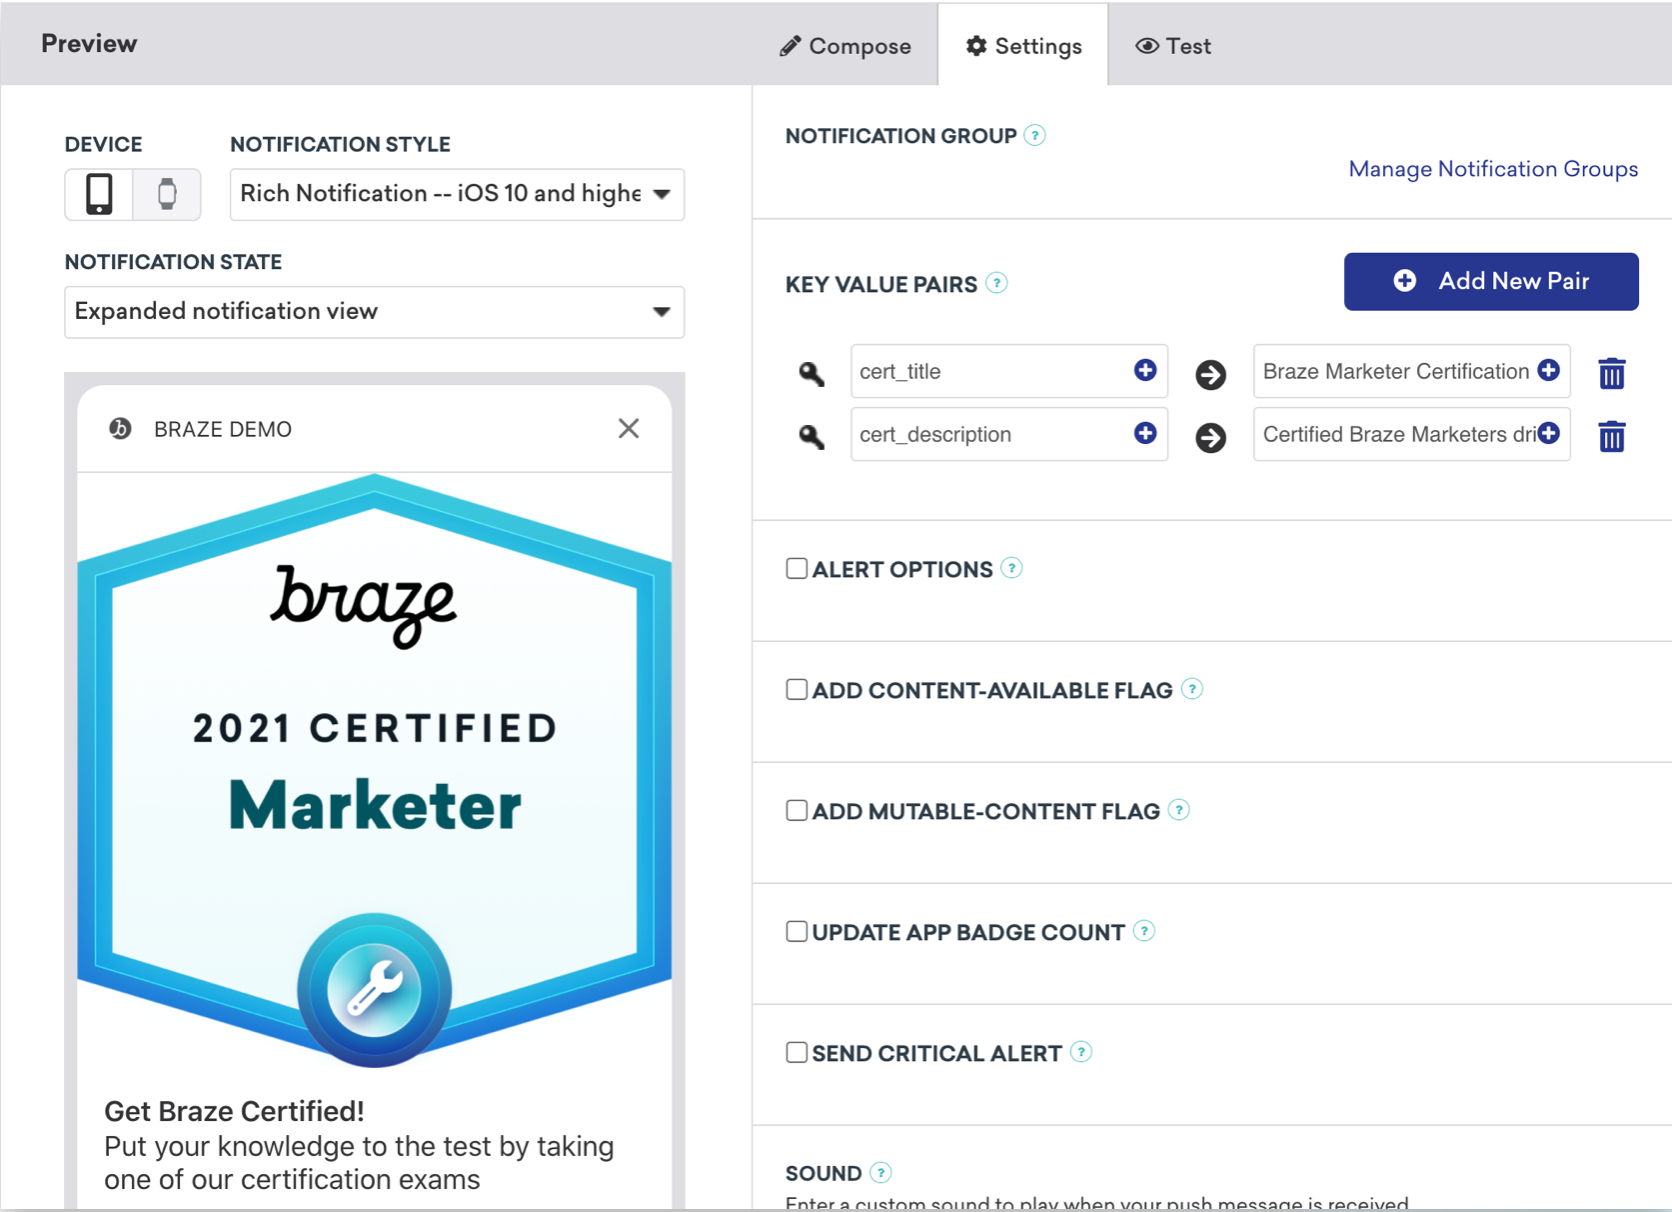 Preview
Compose
Settings
Test
DEVICE
NOTIFICATION STYLE
Rich Notification -- iOS 10 and highe
NOTIFICATION STATE
Expanded notification view
BRAZE DEMO
braze
2021 CERTIFIED
Marketer
Get Braze Certified!
Put your knowledge to the test by taking
one of our certification exams
NOTIFICATION GROUP ?
Manage Notification Groups
KEY VALUE PAIRS ?
Add New Pair
cert_title
Braze Marketer Certification
cert_description
Certified Braze Marketers dri
ALERT OPTIONS ?
ADD CONTENT-AVAILABLE FLAG ?
ADD MUTABLE-CONTENT FLAG ?
UPDATE APP BADGE COUNT ?
SEND CRITICAL ALERT ?
SOUND ?
Enter a custom sound to play when your push message is received